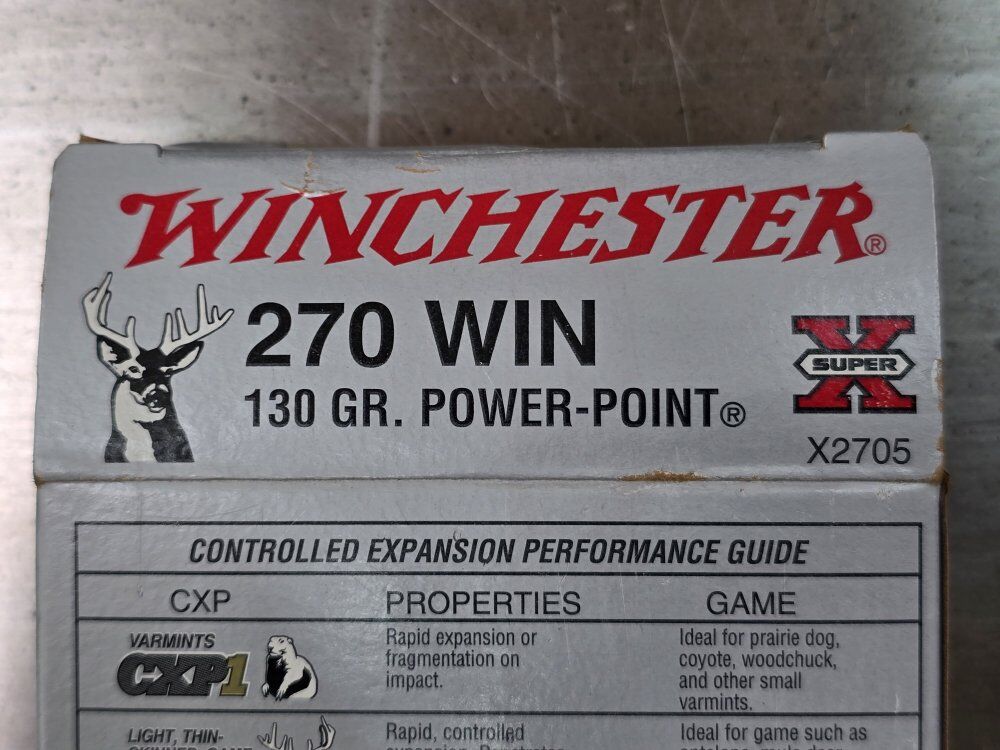 WINCHESTER®
270 WIN
130 GR. POWER-POINT®
SUPER X
X2705
CONTROLLED EXPANSION PERFORMANCE GUIDE
CXP PROPERTIES GAME
VARMINTS
CXP1
Rapid expansion or
fragmentation on
impact.
Ideal for prairie dog,
coyote, woodchuck,
and other small
varmints.
LIGHT, THIN-
Rapid, controlled
Ideal for game such as